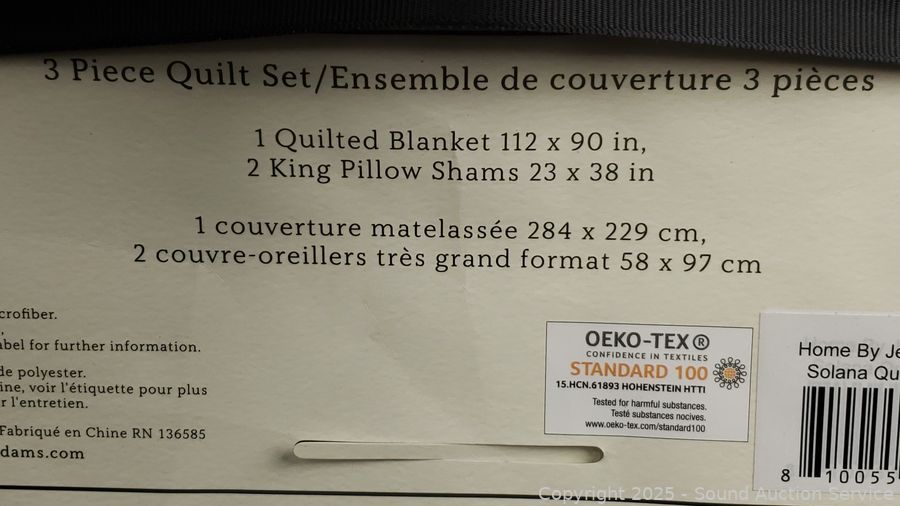 3 Piece Quilt Set/Ensemble de couverture 3 pièces
1 Quilted Blanket 112 x 90 in,
2 King Pillow Shams 23 x 38 in
1 couverture matelassée 284 x 229 cm,
2 couvre-oreillers très grand format 58 x 97 cm
crofiber.
abel for further information.
de polyester.
ine, voir l'étiquette pour plus
r l'entretien.
Fabriqué en Chine RN 136585
dams.com
OEKO-TEX®
CONFIDENCE IN TEXTILES
STANDARD 100
15.HCN.61893 HOHENSTEIN HTTI
Tested for harmful substances.
Testé substances nocives.
www.oeko-tex.com/standard100
Home By Je
Solana Qu
8 10055
Copyright 2025 - Sound Auction Service